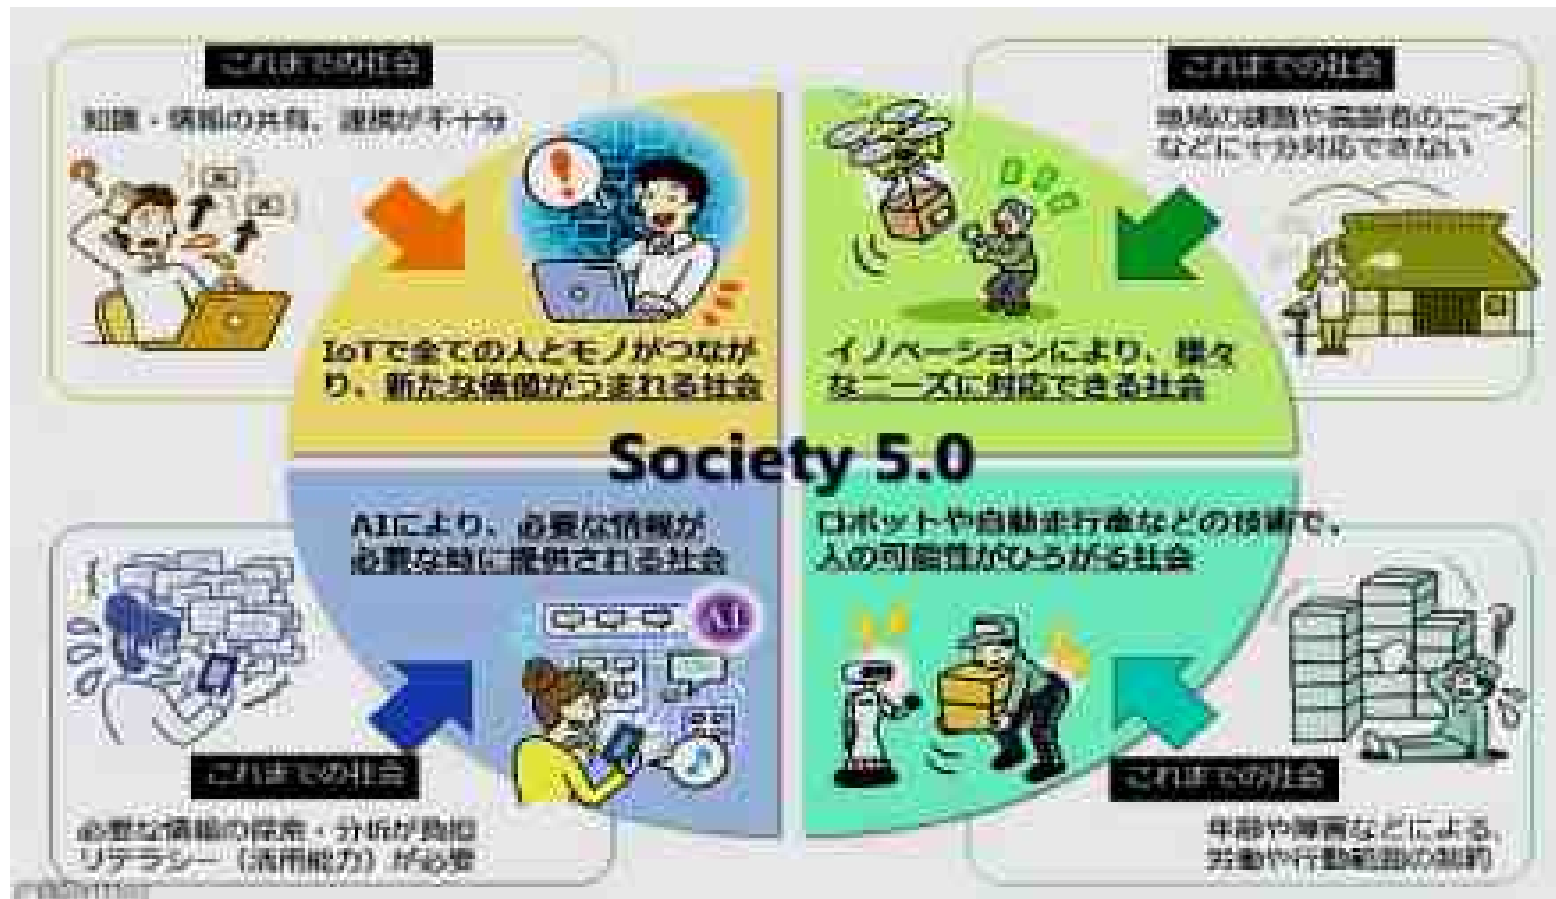 これまでの社会
知識・情報の共有、連携が不十分
これまでの社会
地域の課題や高齢者のニーズ
などに十分対応できない
IoTで全ての人とモノがつなが
り、新たな価値がうまれる社会
イノベーションにより、様々
なニーズに対応できる社会
Society 5.0
AIにより、必要な情報が
必要な時に提供される社会
ロボットや自動走行車などの技術で、
人の可能性がひろがる社会
AI
これまでの社会
必要な情報の探索・分析が負担
リテラシー（活用能力）が必要
これまでの社会
年齢や障害などによる、
労働や行動範囲の制約